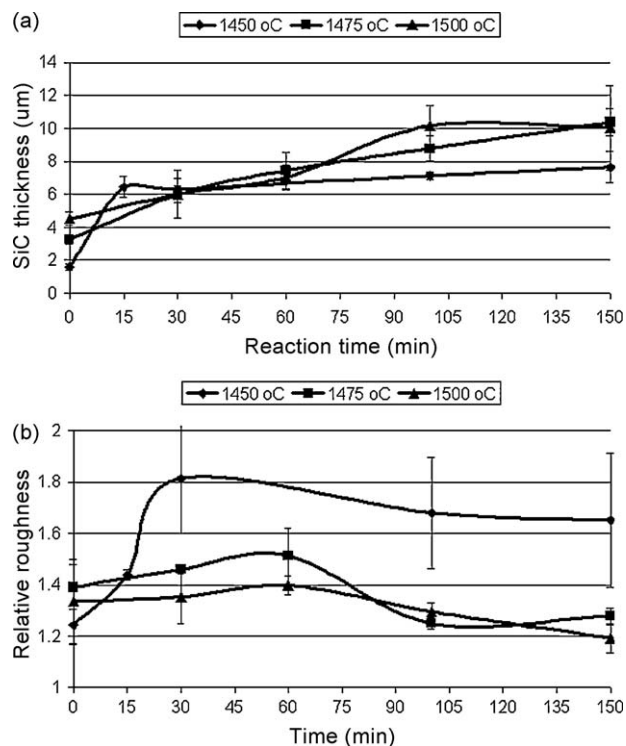 (a)
1450 oC 1475 oC 1500 oC
SiC thickness (um)
14
12
10
8
6
4
2
0
0 15 30 45 60 75 90 105 120 135 150
Reaction time (min)
1450 oC 1475 oC 1500 oC
(b)
Relative roughness
2
1.8
1.6
1.4
1.2
1
0 15 30 45 60 75 90 105 120 135 150
Time (min)